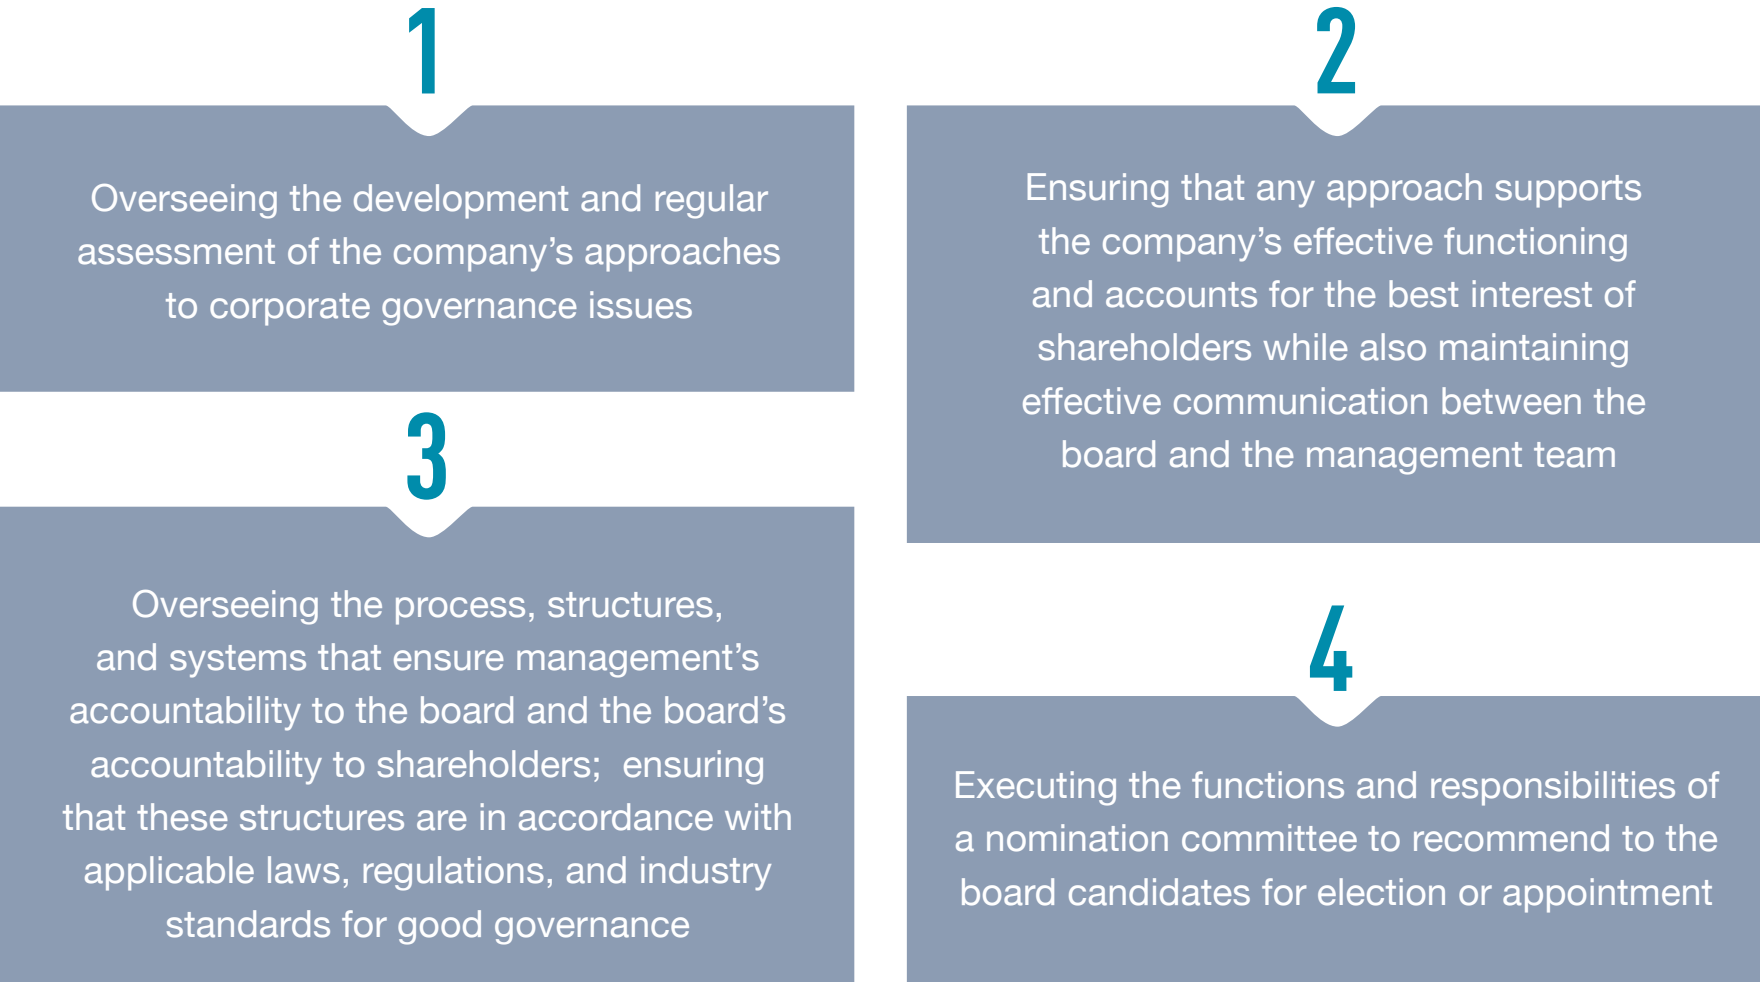 1
Overseeing the development and regular
assessment of the company’s approaches
to corporate governance issues
2
Ensuring that any approach supports
the company’s effective functioning
and accounts for the best interest of
shareholders while also maintaining
effective communication between the
board and the management team
3
Overseeing the process, structures,
and systems that ensure management’s
accountability to the board and the board’s
accountability to shareholders;  ensuring
that these structures are in accordance with
applicable laws, regulations, and industry
standards for good governance
4
Executing the functions and responsibilities of
a nomination committee to recommend to the
board candidates for election or appointment